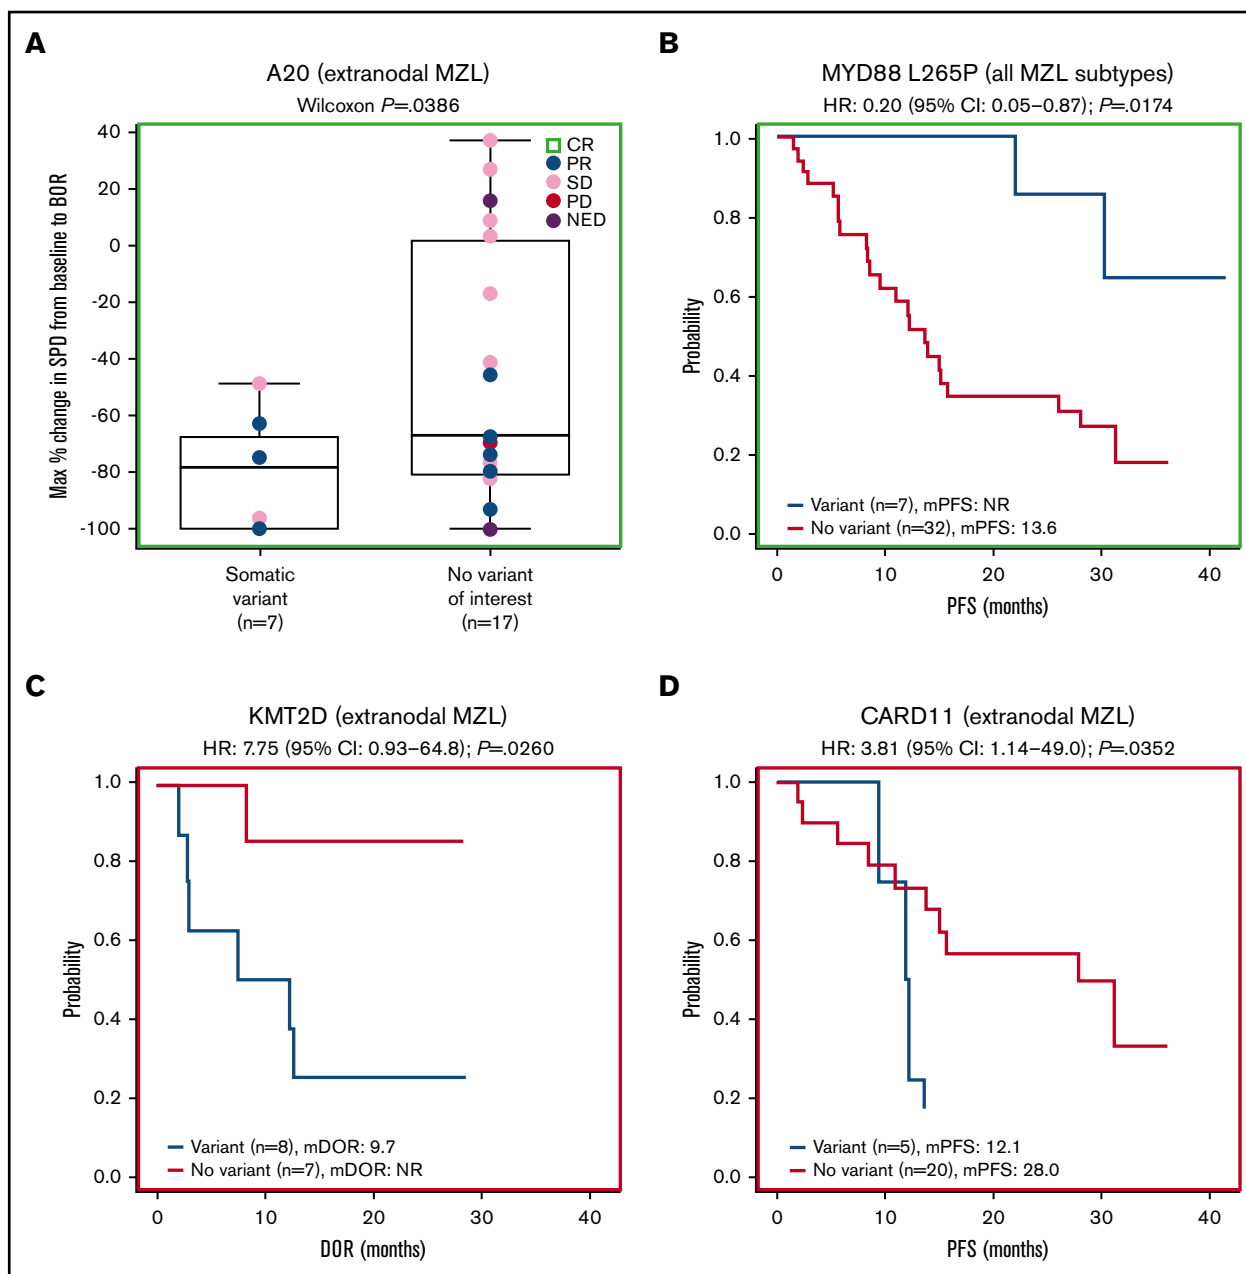 A
A20 (extranodal MZL)
Wilcoxon P=.0386
Max % change in SPD from baseline to BOR
40
20
0
-20
-40
-60
-80
-100
CR
PR
SD
PD
NED
Somatic
variant
(n=7)
No variant
of interest
(n=17)
B
MYD88 L265P (all MZL subtypes)
HR: 0.20 (95% CI: 0.05–0.87); P=.0174
Probability
1.0
0.8
0.6
0.4
0.2
0.0
Variant (n=7), mPFS: NR
No variant (n=32), mPFS: 13.6
0 10 20 30 40
PFS (months)
C
KMT2D (extranodal MZL)
HR: 7.75 (95% CI: 0.93–64.8); P=.0260
Probability
1.0
0.8
0.6
0.4
0.2
0.0
Variant (n=8), mDOR: 9.7
No variant (n=7), mDOR: NR
0 10 20 30 40
DOR (months)
D
CARD11 (extranodal MZL)
HR: 3.81 (95% CI: 1.14–49.0); P=.0352
Probability
1.0
0.8
0.6
0.4
0.2
0.0
Variant (n=5), mPFS: 12.1
No variant (n=20), mPFS: 28.0
0 10 20 30 40
PFS (months)